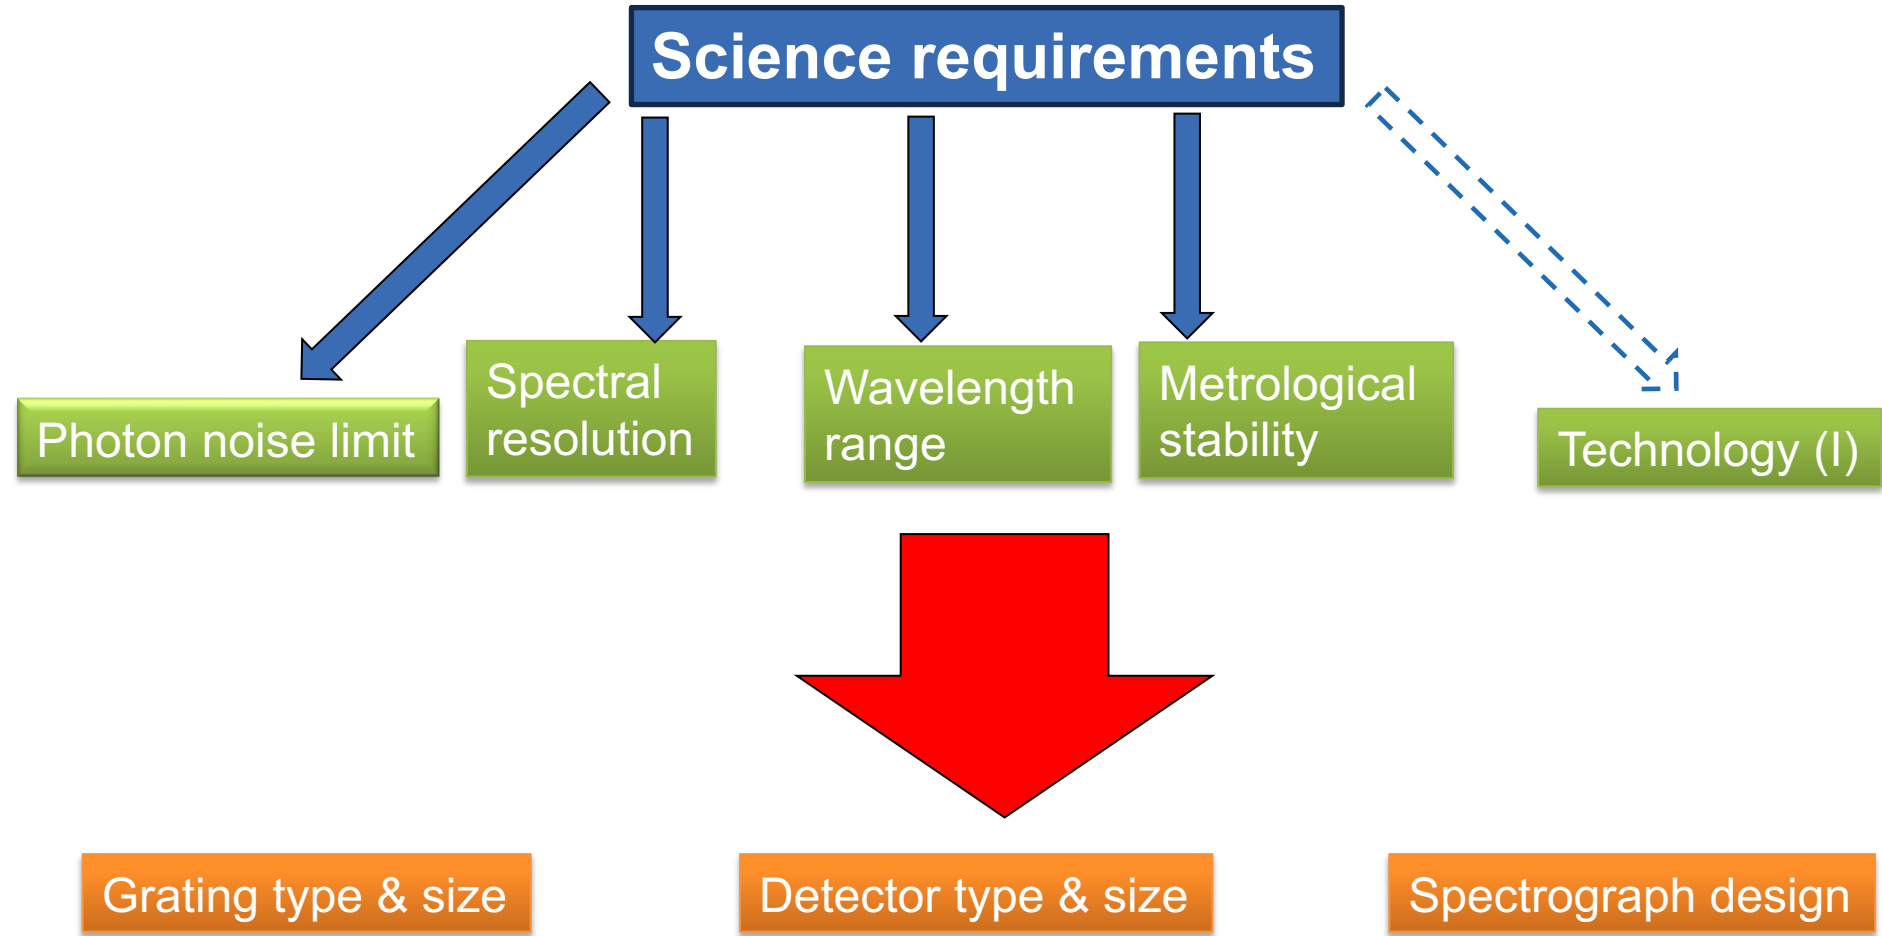 Science requirements
Photon noise limit
Spectral
resolution
Wavelength
range
Metrological
stability
Technology (I)
Grating type & size
Detector type & size
Spectrograph design